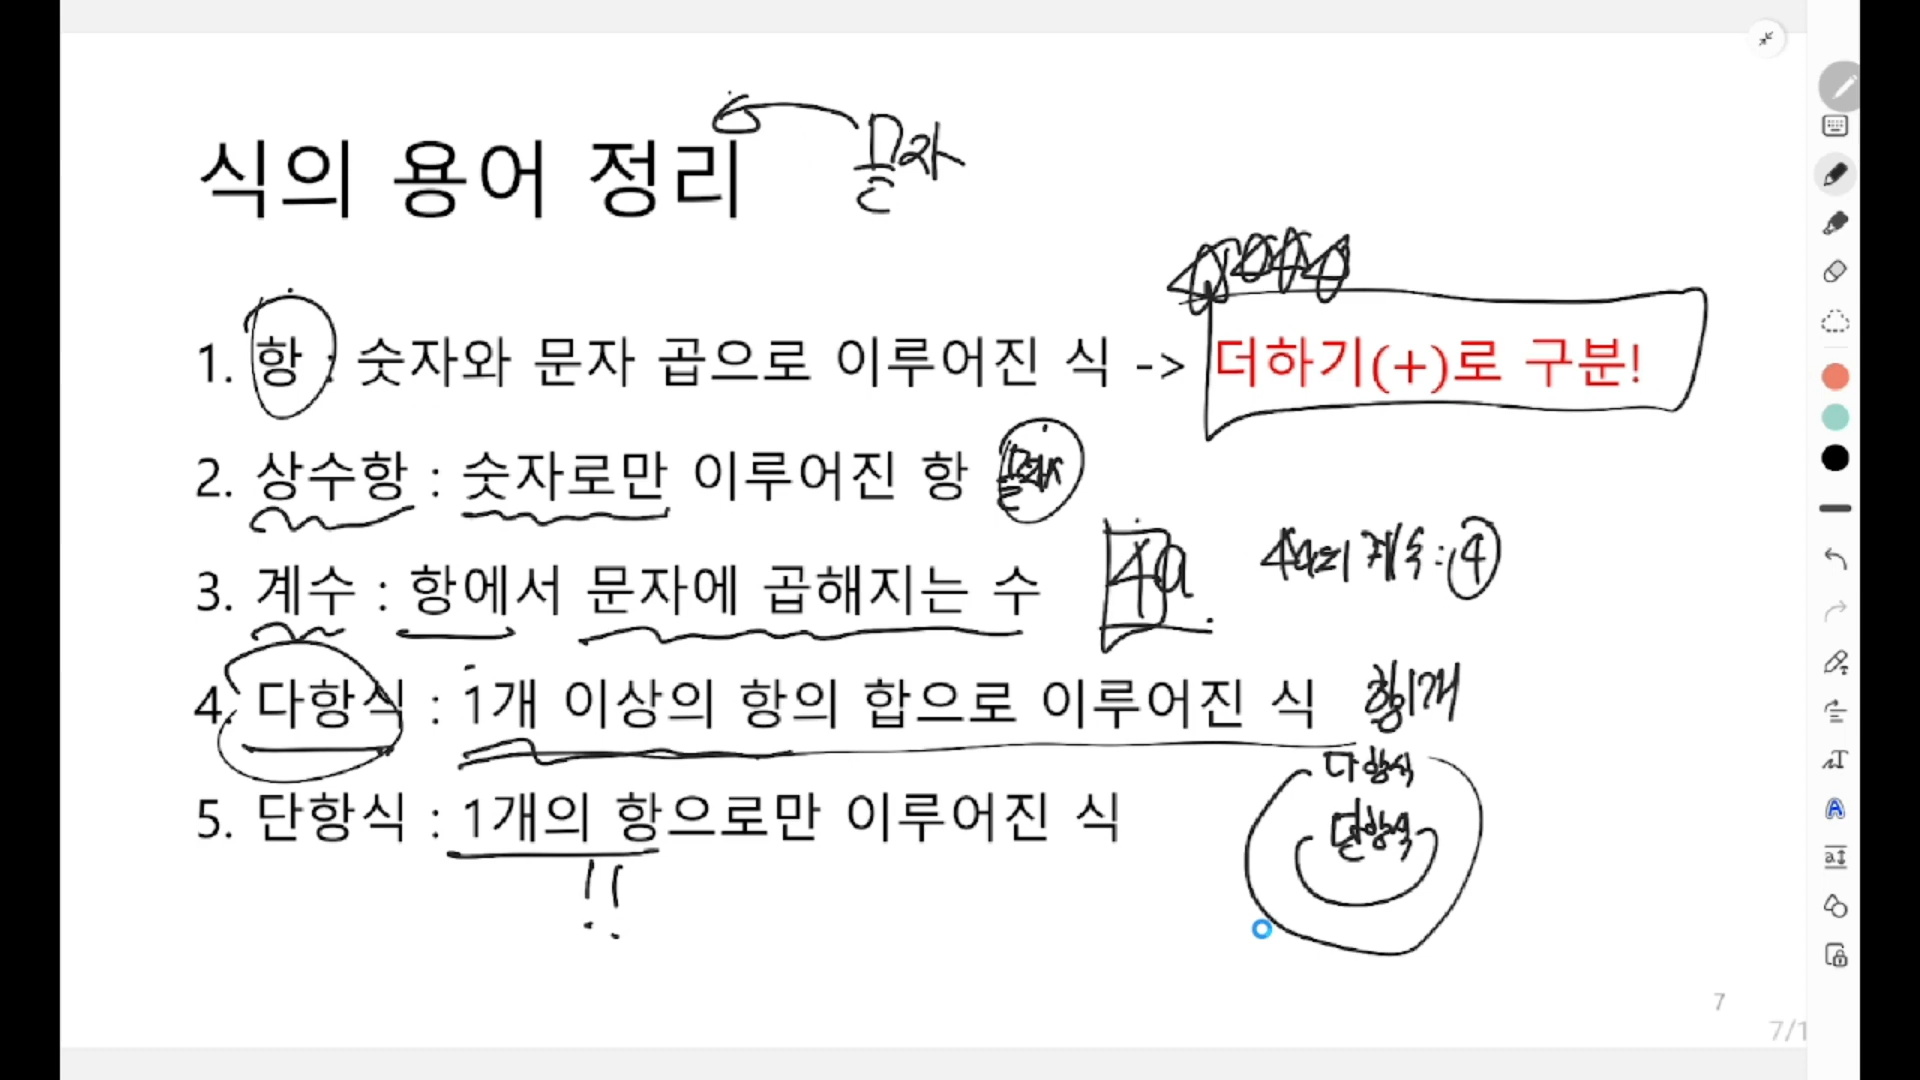 식의 용어 정리
문자
1. 항 : 숫자와 문자 곱으로 이루어진 식 -> 더하기(+)로 구분!
2. 상수항 : 숫자로만 이루어진 항
3. 계수 : 항에서 문자에 곱해지는 수 4a 4a의 계수 : 4
4. 다항식 : 1개 이상의 항의 합으로 이루어진 식 항 1개
다항식
단항식
5. 단항식 : 1개의 항으로만 이루어진 식
!!
7
7/1